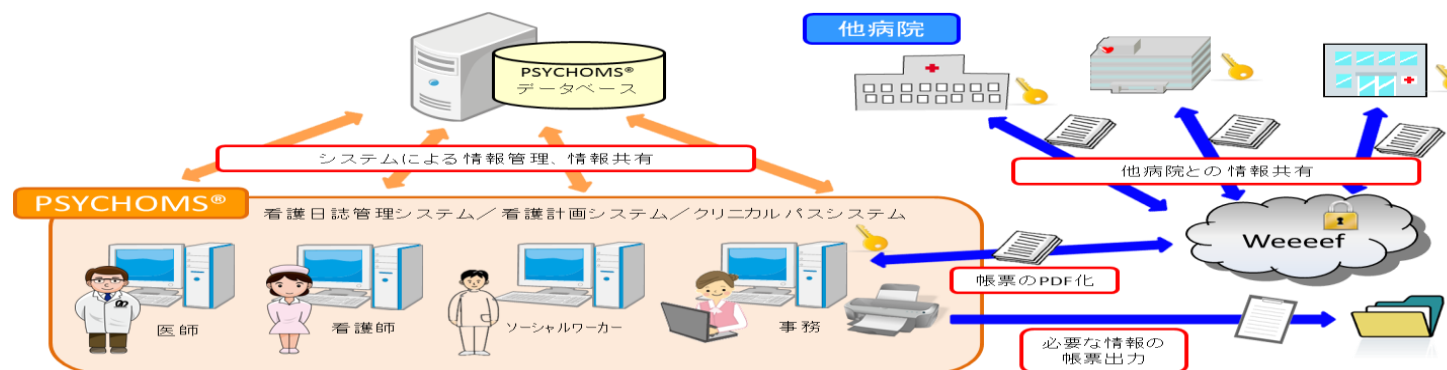 他病院
PSYCHOMS®
データベース
システムによる情報管理、情報共有
他病院との情報共有
PSYCHOMS®
看護日誌管理システム／看護計画システム／クリニカルパスシステム
Weeeef
帳票のPDF化
医師
看護師
ソーシャルワーカー
事務
必要な情報の
帳票出力